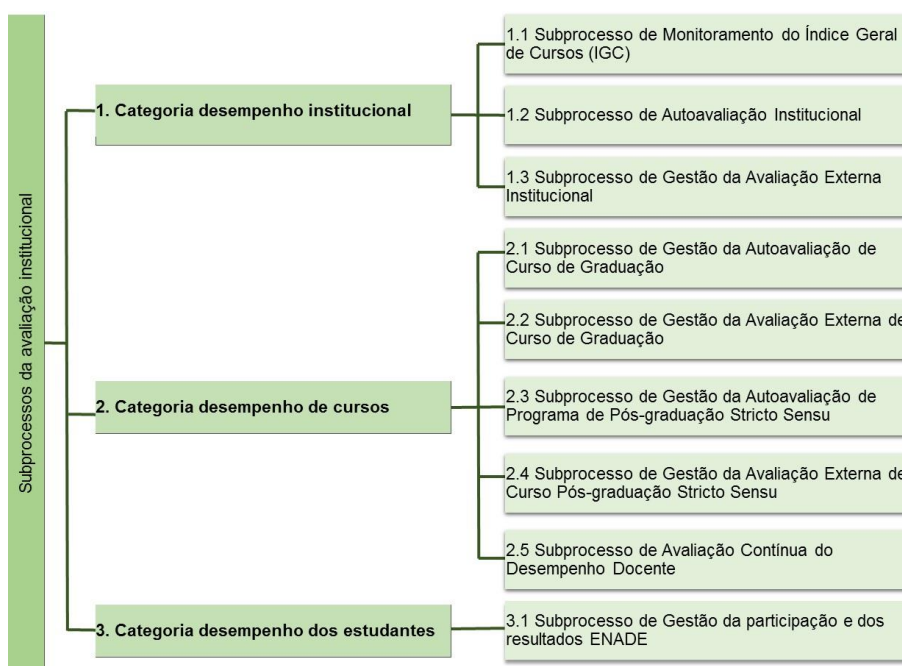 Subprocessos da avaliação institucional
1. Categoria desempenho institucional
1.1 Subprocesso de Monitoramento do Índice Geral
de Cursos (IGC)
1.2 Subprocesso de Autoavaliação Institucional
1.3 Subprocesso de Gestão da Avaliação Externa
Institucional
2. Categoria desempenho de cursos
2.1 Subprocesso de Gestão da Autoavaliação de
Curso de Graduação
2.2 Subprocesso de Gestão da Avaliação Externa de
Curso de Graduação
2.3 Subprocesso de Gestão da Autoavaliação de
Programa de Pós-graduação Stricto Sensu
2.4 Subprocesso de Gestão da Avaliação Externa de
Curso Pós-graduação Stricto Sensu
2.5 Subprocesso de Avaliação Contínua do
Desempenho Docente
3. Categoria desempenho dos estudantes
3.1 Subprocesso de Gestão da participação e dos
resultados ENADE